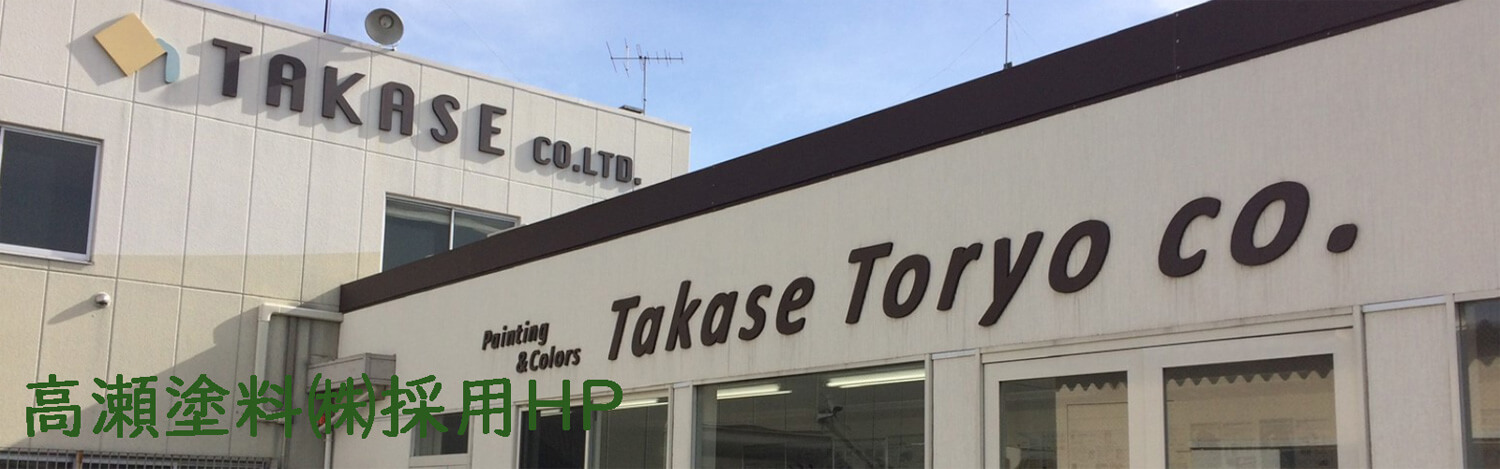 TAKASE CO.LTD.
Painting
&Colors
Takase Toryo co.
高瀬塗料㈱採用HP